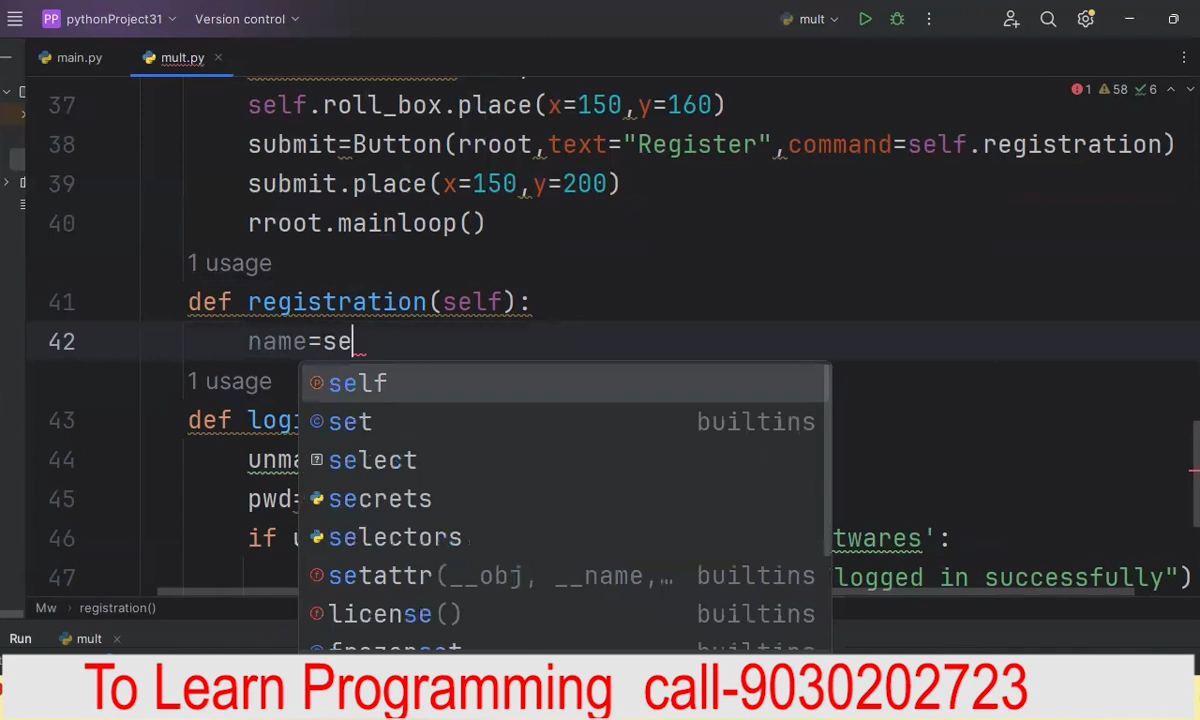 PP pythonProject31 Version control mult
main.py mult.py
1 58 6
37 self.roll_box.place(x=150,y=160)
38 submit=Button(rroot,text="Register",command=self.registration)
39 submit.place(x=150,y=200)
40 rroot.mainloop()
1 usage
41 def registration(self):
42 name=se
self
1 usage
43 def logi
set builtins
44 unma
select
45 pwd=
secrets
46 if u twares':
selectors
47 logged in successfully")
setattr(__obj, __name,… builtins
license() builtins
Mw registration()
Run mult
To Learn Programming call-9030202723